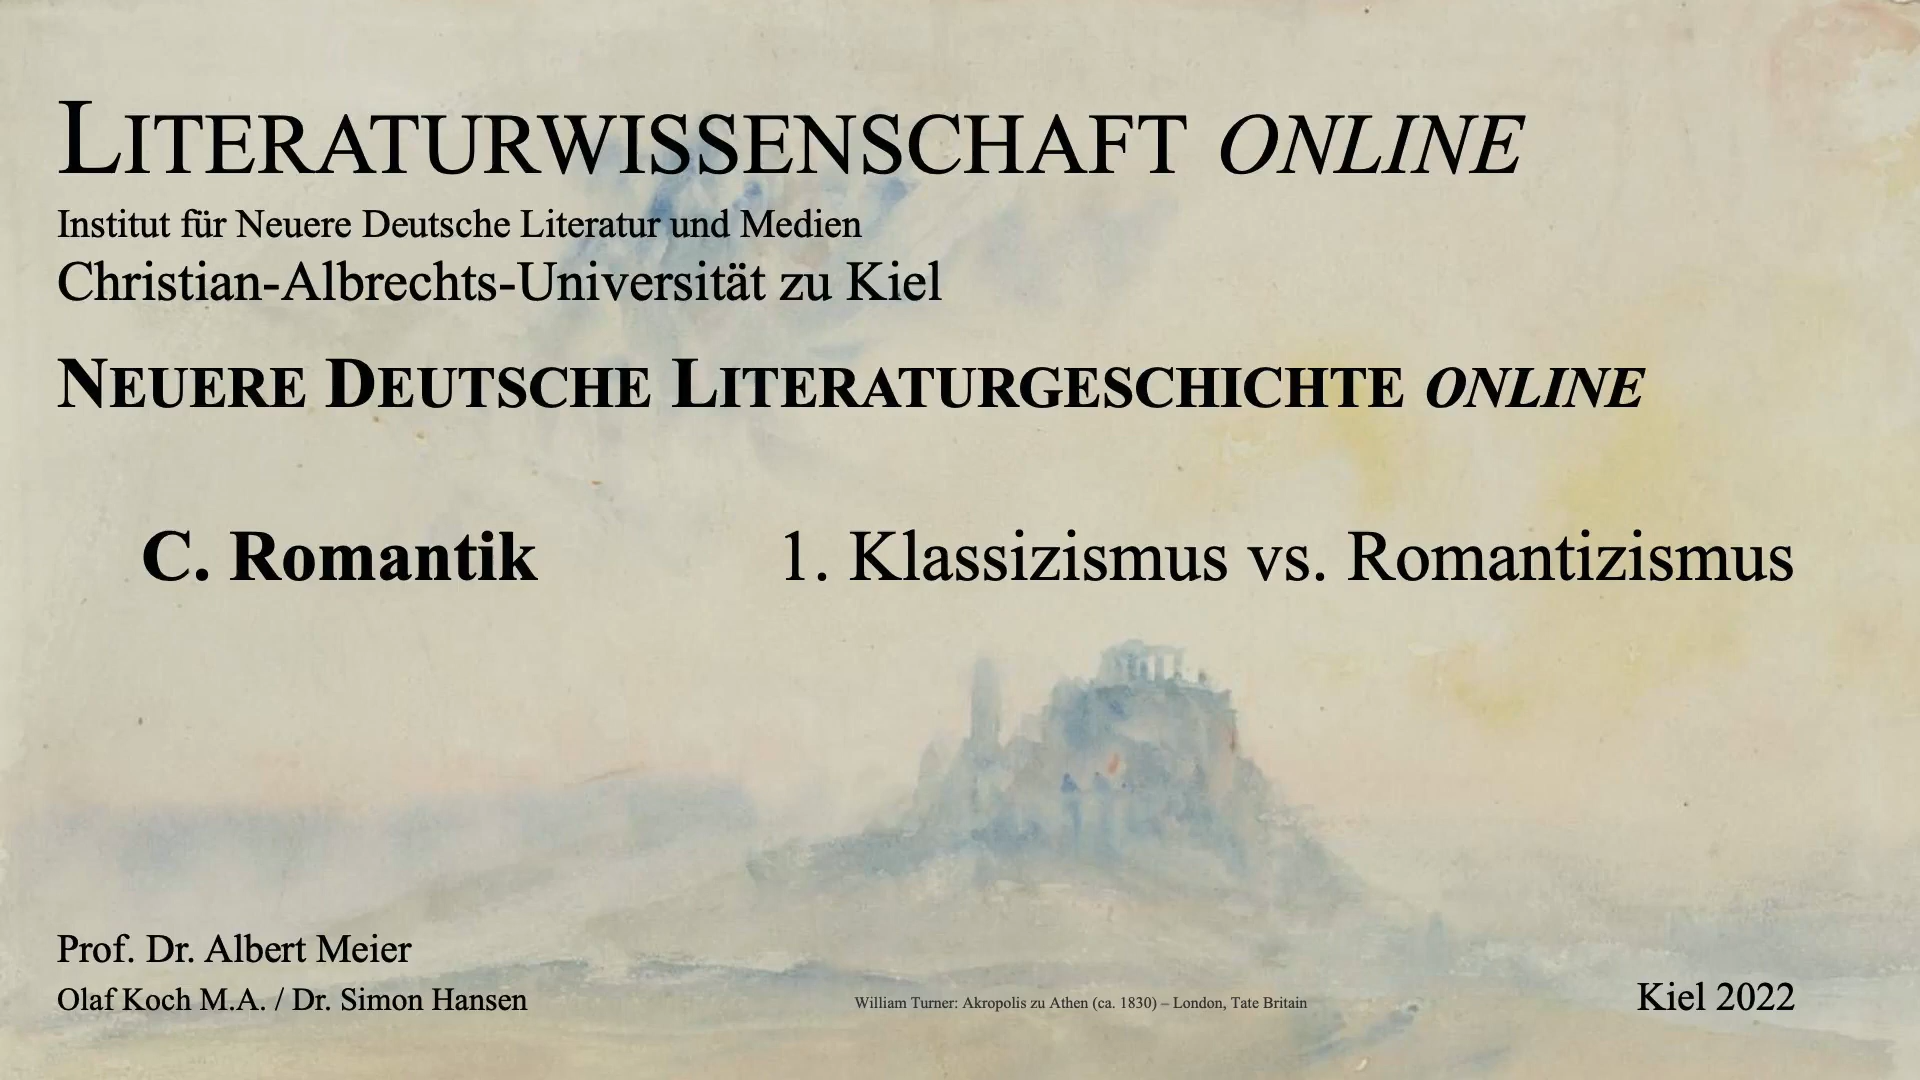 LITERATURWISSENSCHAFT ONLINE
Institut für Neuere Deutsche Literatur und Medien
Christian-Albrechts-Universität zu Kiel
NEUERE DEUTSCHE LITERATURGESCHICHTE ONLINE
C. Romantik 1. Klassizismus vs. Romantizismus
Prof. Dr. Albert Meier
Olaf Koch M.A. / Dr. Simon Hansen
William Turner: Akropolis zu Athen (ca. 1830) – London, Tate Britain
Kiel 2022